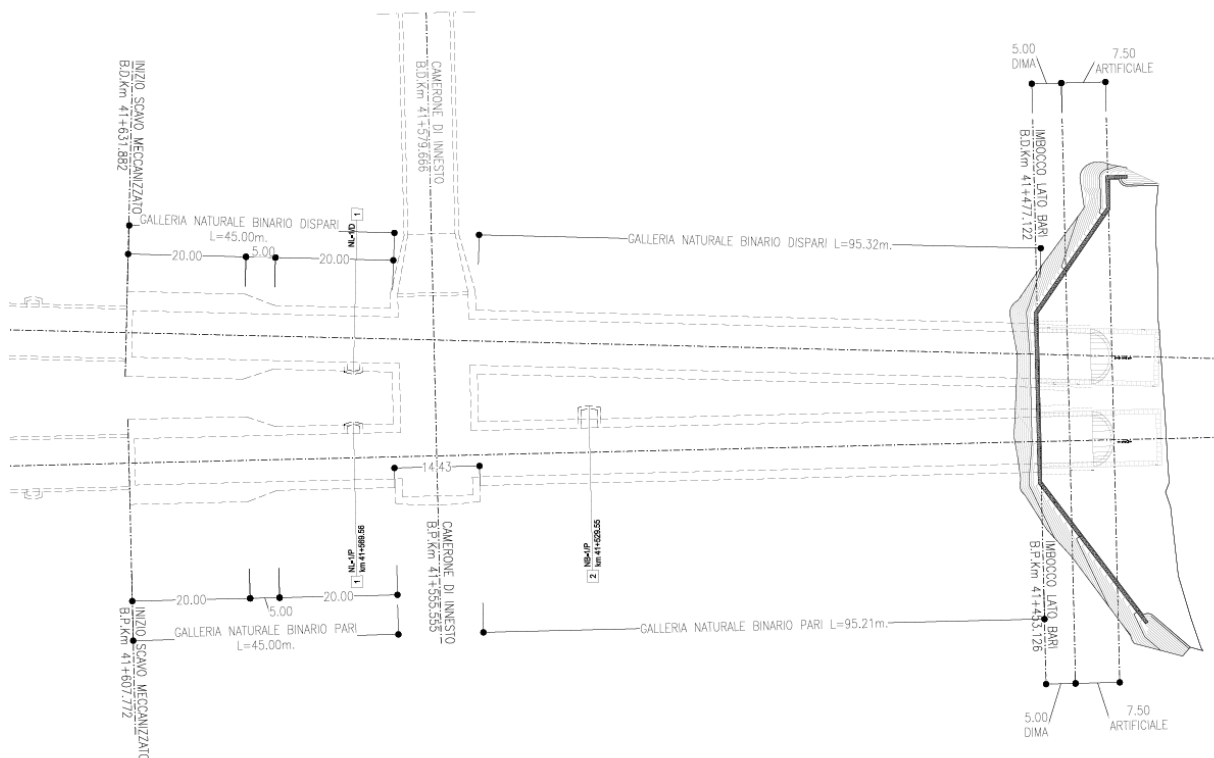 5.00
DIMA
7.50
ARTIFICIALE
INIZIO SCAVO MECCANIZZATO
B.D.Km 41+631.882
CAMERONE DI INNESTO
B.D.Km 41+579.666
IMBOCCO LATO BARI
B.D.Km 41+477.122
GALLERIA NATURALE BINARIO DISPARI
L=45.00m.
20.00
5.00
20.00
1
NL-1/D
GALLERIA NATURALE BINARIO DISPARI L=95.32m.
14.43
1
NL-1/P
km 41+569.56
2
NB-1/P
km 41+529.55
CAMERONE DI INNESTO
B.P.Km 41+555.555
IMBOCCO LATO BARI
B.P.Km 41+453.126
20.00
5.00
20.00
GALLERIA NATURALE BINARIO PARI
L=45.00m.
GALLERIA NATURALE BINARIO PARI L=95.21m.
INIZIO SCAVO MECCANIZZATO
B.P.Km 41+607.772
5.00
DIMA
7.50
ARTIFICIALE